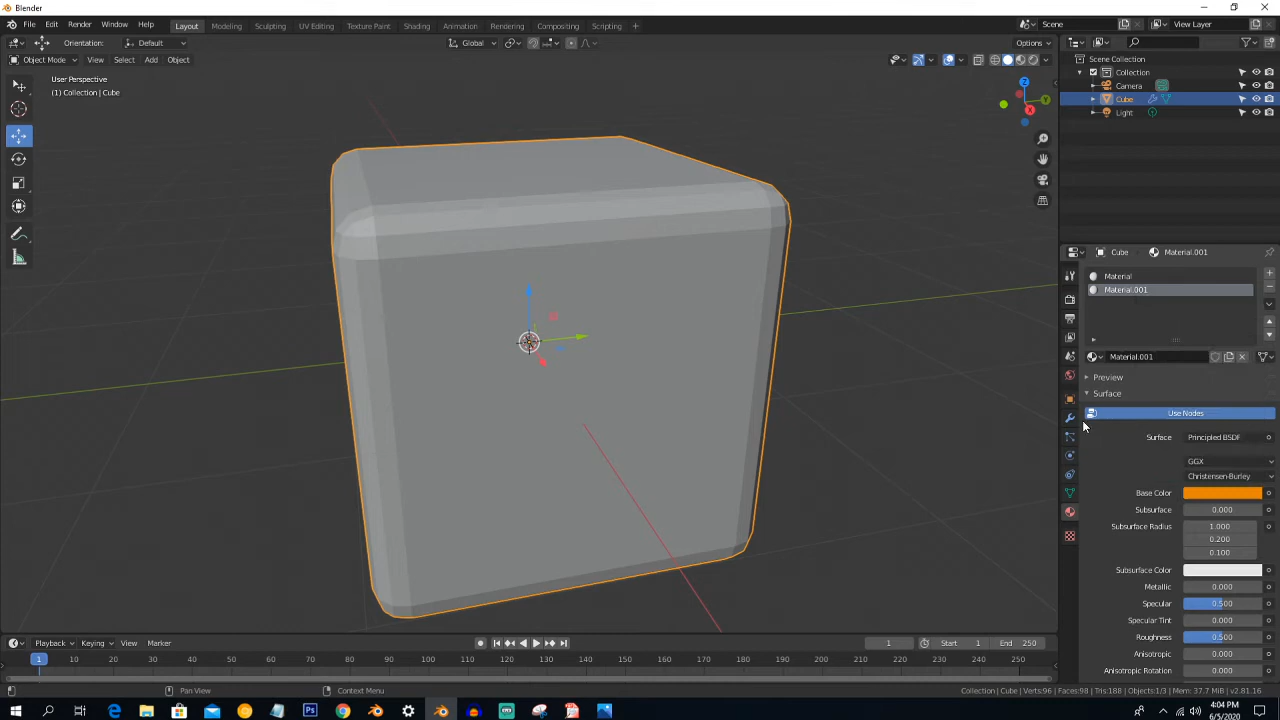 Blender
File Edit Render Window Help Layout Modeling Sculpting UV Editing Texture Paint Shading Animation Rendering Compositing Scripting Scene View Layer
Orientation: Default Global Options
Object Mode View Select Add Object
User Perspective
(1) Collection | Cube
Z
Y
X
Scene Collection
Collection
Camera
Cube
Light
Cube Material.001
Material
Material.001
Material.001
Preview
Surface
Use Nodes
Surface Principled BSDF
GGX
Christensen-Burley
Base Color
Subsurface 0.000
Subsurface Radius 1.000
0.200
0.100
Subsurface Color
Metallic 0.000
Specular 0.500
Specular Tint 0.000
Roughness 0.500
Anisotropic 0.000
Anisotropic Rotation 0.000
Playback Keying View Marker 1 Start 1 End 250
1 10 20 30 40 50 60 70 80 90 100 110 120 130 140 150 160 170 180 190 200 210 220 230 240 250
Pan View Context Menu Collection | Cube | Verts:96 | Faces:98 | Tris:188 | Objects:1/3 | Mem: 37.7 MiB | v2.81.16
4:04 PM
6/5/2020